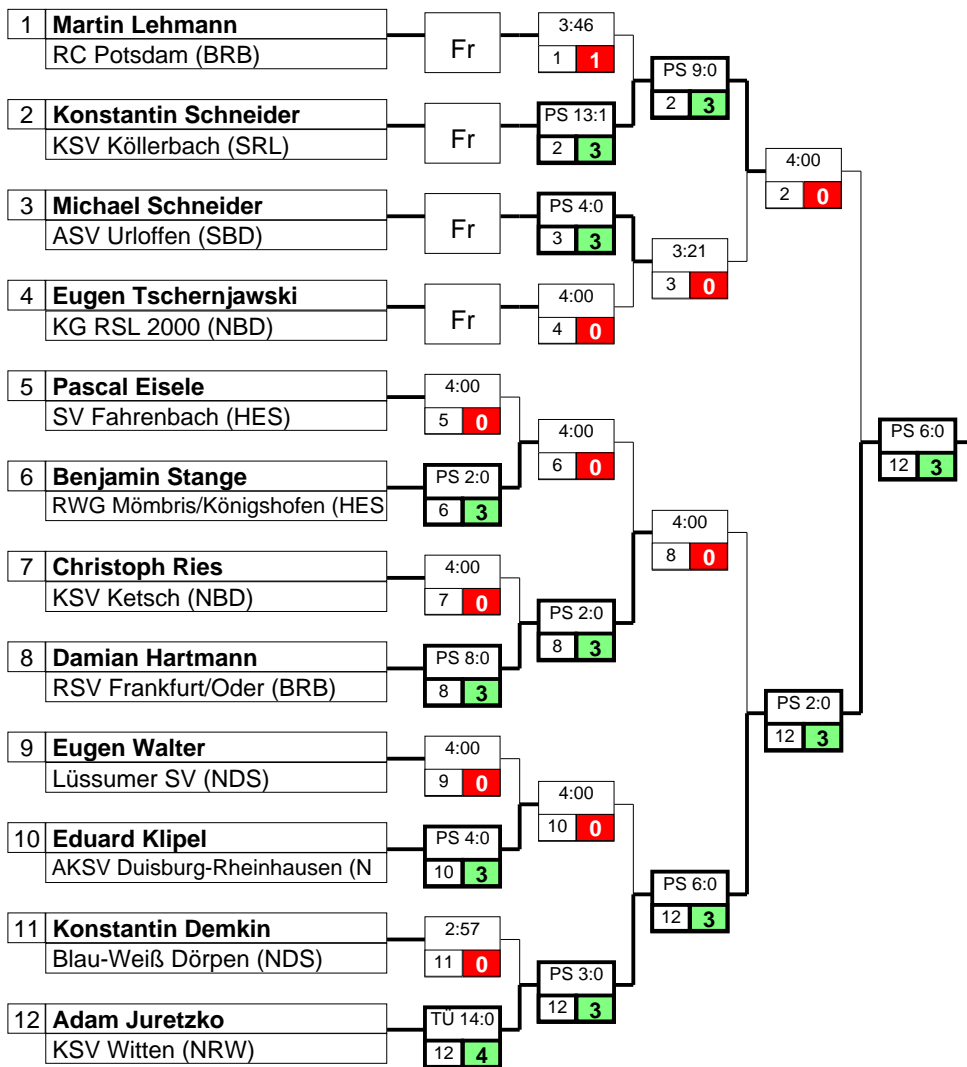 1 Martin Lehmann
RC Potsdam (BRB)
Fr
3:46
1 1
PS 9:0
2 3
2 Konstantin Schneider
KSV Köllerbach (SRL)
Fr
PS 13:1
2 3
4:00
2 0
3 Michael Schneider
ASV Urloffen (SBD)
Fr
PS 4:0
3 3
3:21
3 0
4 Eugen Tschernjawski
KG RSL 2000 (NBD)
Fr
4:00
4 0
5 Pascal Eisele
SV Fahrenbach (HES)
4:00
5 0
4:00
6 0
PS 6:0
12 3
6 Benjamin Stange
RWG Mömbris/Königshofen (HES
PS 2:0
6 3
4:00
8 0
7 Christoph Ries
KSV Ketsch (NBD)
4:00
7 0
PS 2:0
8 3
8 Damian Hartmann
RSV Frankfurt/Oder (BRB)
PS 8:0
8 3
PS 2:0
12 3
9 Eugen Walter
Lüssumer SV (NDS)
4:00
9 0
4:00
10 0
10 Eduard Klipel
AKSV Duisburg-Rheinhausen (N
PS 4:0
10 3
PS 6:0
12 3
11 Konstantin Demkin
Blau-Weiß Dörpen (NDS)
2:57
11 0
PS 3:0
12 3
12 Adam Juretzko
KSV Witten (NRW)
TÜ 14:0
12 4